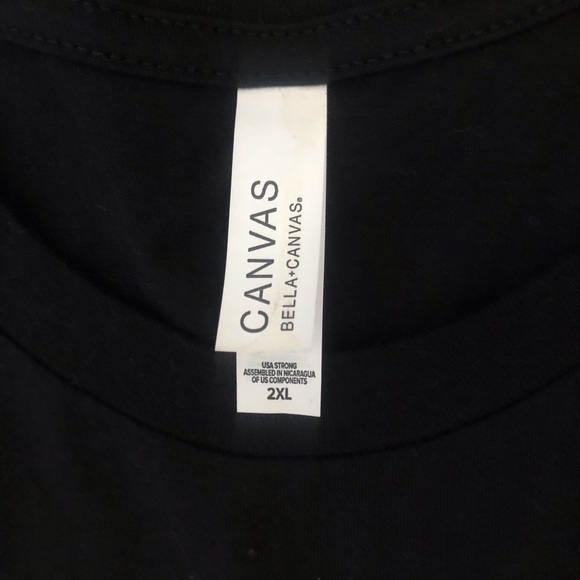 CANVAS
BELLA+CANVAS®
USA STRONG
ASSEMBLED IN NICARAGUA
OF US COMPONENTS
2XL